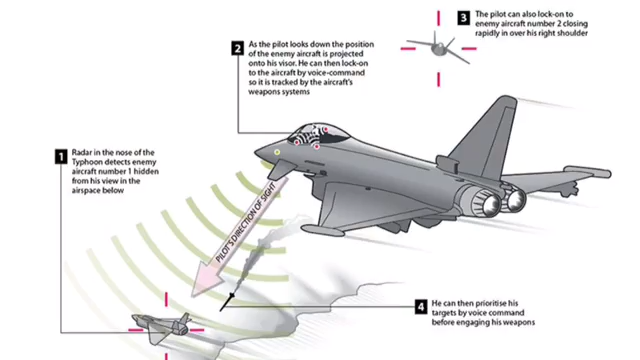 1
Radar in the nose of the
Typhoon detects enemy
aircraft number 1 hidden
from his view in the
airspace below
2
As the pilot looks down the position
of the enemy aircraft is projected
onto his visor. He can then lock-on
to the aircraft by voice-command
so it is tracked by the aircraft's
weapons systems
3
The pilot can also lock-on to
enemy aircraft number 2 closing
rapidly in over his right shoulder
PILOT'S DIRECTION OF SIGHT
4
He can then prioritise his
targets by voice command
before engaging his weapons